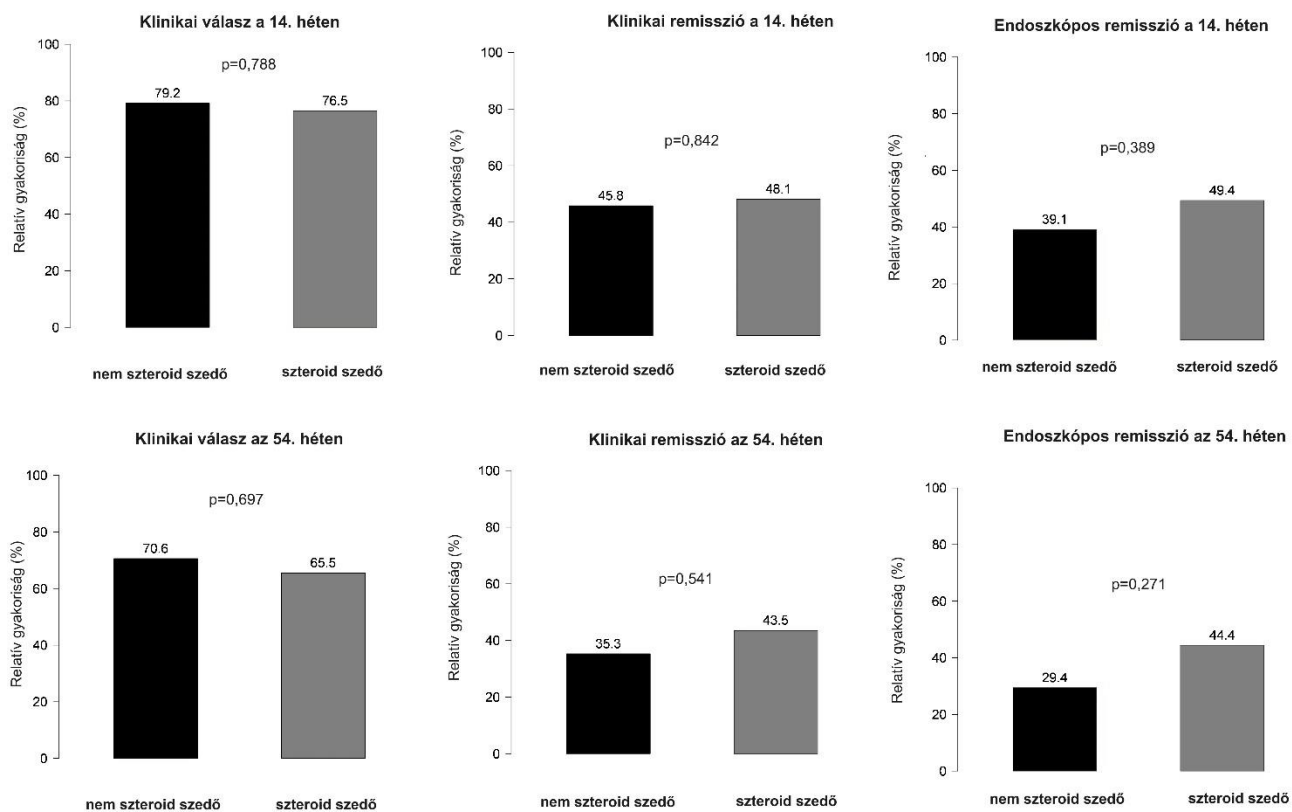 Klinikai válasz a 14. héten
Relatív gyakoriság (%)
100
80
60
40
20
0
p=0,788
79.2
76.5
nem szteroid szedő
szteroid szedő
Klinikai remisszió a 14. héten
Relatív gyakoriság (%)
100
80
60
40
20
0
p=0,842
45.8
48.1
nem szteroid szedő
szteroid szedő
Endoszkópos remisszió a 14. héten
Relatív gyakoriság (%)
100
80
60
40
20
0
p=0,389
39.1
49.4
nem szteroid szedő
szteroid szedő
Klinikai válasz az 54. héten
Relatív gyakoriság (%)
100
80
60
40
20
0
p=0,697
70.6
65.5
nem szteroid szedő
szteroid szedő
Klinikai remisszió az 54. héten
Relatív gyakoriság (%)
100
80
60
40
20
0
p=0,541
35.3
43.5
nem szteroid szedő
szteroid szedő
Endoszkópos remisszió az 54. héten
Relatív gyakoriság (%)
100
80
60
40
20
0
p=0,271
29.4
44.4
nem szteroid szedő
szteroid szedő